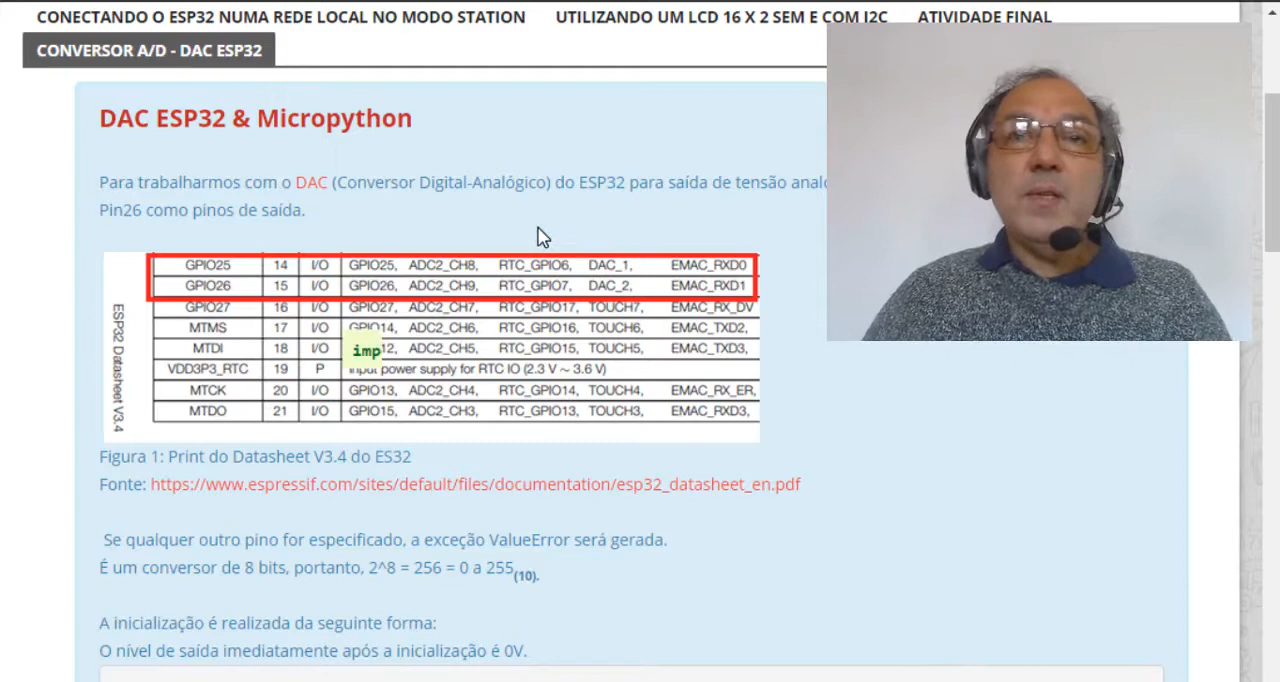 CONECTANDO O ESP32 NUMA REDE LOCAL NO MODO STATION UTILIZANDO UM LCD 16 X 2 SEM E COM I2C ATIVIDADE FINAL
CONVERSOR A/D - DAC ESP32
DAC ESP32 & Micropython
Para trabalharmos com o DAC (Conversor Digital-Analógico) do ESP32 para saída de tensão
Pin26 como pinos de saída.
GPIO25 14 I/O GPIO25, ADC2_CH8, RTC_GPIO6, DAC_1, EMAC_RXD0
GPIO26 15 I/O GPIO26, ADC2_CH9, RTC_GPIO7, DAC_2, EMAC_RXD1
GPIO27 16 I/O GPIO27, ADC2_CH7, RTC_GPIO17, TOUCH7, EMAC_RX_DV
MTMS 17 I/O GPIO14, ADC2_CH6, RTC_GPIO16, TOUCH6, EMAC_TXD2,
MTDI 18 I/O imp 12, ADC2_CH5, RTC_GPIO15, TOUCH5, EMAC_TXD3,
VDD3P3_RTC 19 P Input power supply for RTC IO (2.3 V ~ 3.6 V)
MTCK 20 I/O GPIO13, ADC2_CH4, RTC_GPIO14, TOUCH4, EMAC_RX_ER,
MTDO 21 I/O GPIO15, ADC2_CH3, RTC_GPIO13, TOUCH3, EMAC_RXD3,
ESP32 Datasheet V3.4
Figura 1: Print do Datasheet V3.4 do ES32
Fonte: https://www.espressif.com/sites/default/files/documentation/esp32_datasheet_en.pdf
Se qualquer outro pino for especificado, a exceção ValueError será gerada.
É um conversor de 8 bits, portanto, 2^8 = 256 = 0 a 255(10).
A inicialização é realizada da seguinte forma:
O nível de saída imediatamente após a inicialização é 0V.